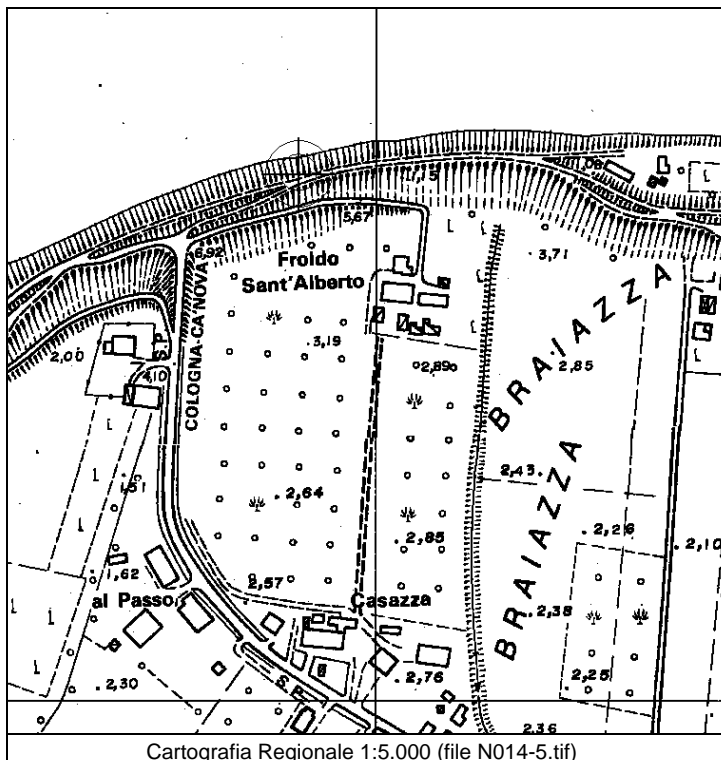 5,67
6,92
Froldo
Sant'Alberto
3,71
S.P.
COLOGNA-CA'NOVA
2,00
3,19
2,89
2,85
BRAIAZZA
2,43
2,64
2,85
2,26
2,10
1,51
1,62
2,57
al Passo
Casazza
BRAIAZZA
2,38
2,25
2,30
S.P.
2,76
2,36
Cartografia Regionale 1:5.000 (file N014-5.tif)